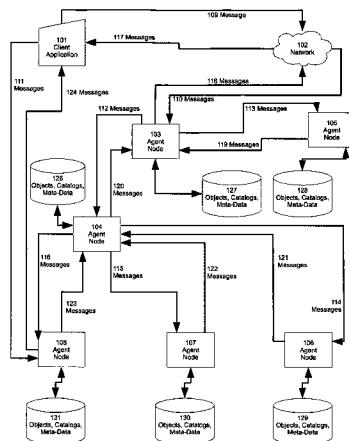 109 Message
101
Client
Application
117 Messages
102
Network
111
Messages
124 Messages
118 Messages
110 Messages
113 Messages
112 Messages
103
Agent
Node
105
Agent
Node
119 Messages
126
Objects, Catalogs,
Meta-Data
120
Messages
127
Objects, Catalogs,
Meta-Data
128
Objects, Catalogs,
Meta-Data
104
Agent
Node
116
Messages
115
Messages
122
Messages
121
Messages
114
Messages
123
Messages
108
Agent
Node
107
Agent
Node
106
Agent
Node
131
Objects, Catalogs,
Meta-Data
130
Objects, Catalogs,
Meta-Data
129
Objects, Catalogs,
Meta-Data